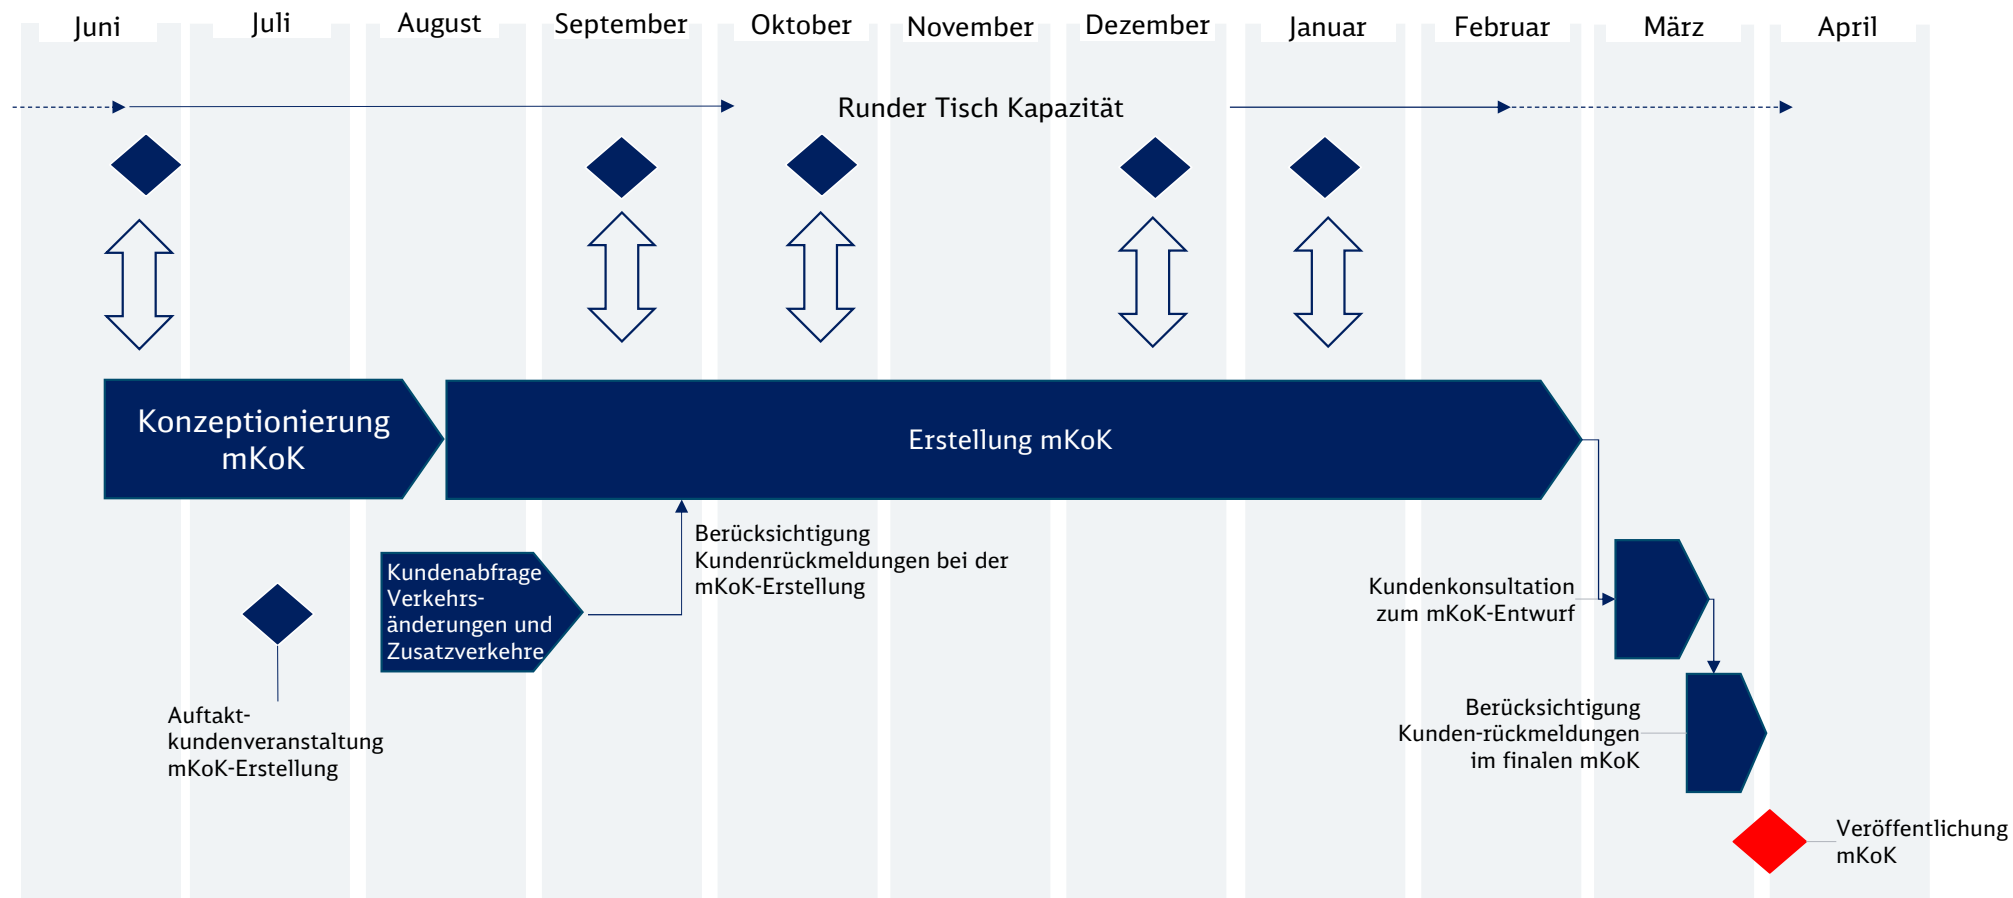 Juni
Juli
August
September
Oktober
November
Dezember
Januar
Februar
März
April
Runder Tisch Kapazität
Konzeptionierung
mKoK
Erstellung mKoK
Berücksichtigung
Kundenrückmeldungen bei der
mKoK-Erstellung
Kundenabfrage
Verkehrs-
änderungen und
Zusatzverkehre
Auftakt-
kundenveranstaltung
mKoK-Erstellung
Kundenkonsultation
zum mKoK-Entwurf
Berücksichtigung
Kunden-rückmeldungen
im finalen mKoK
Veröffentlichung
mKoK